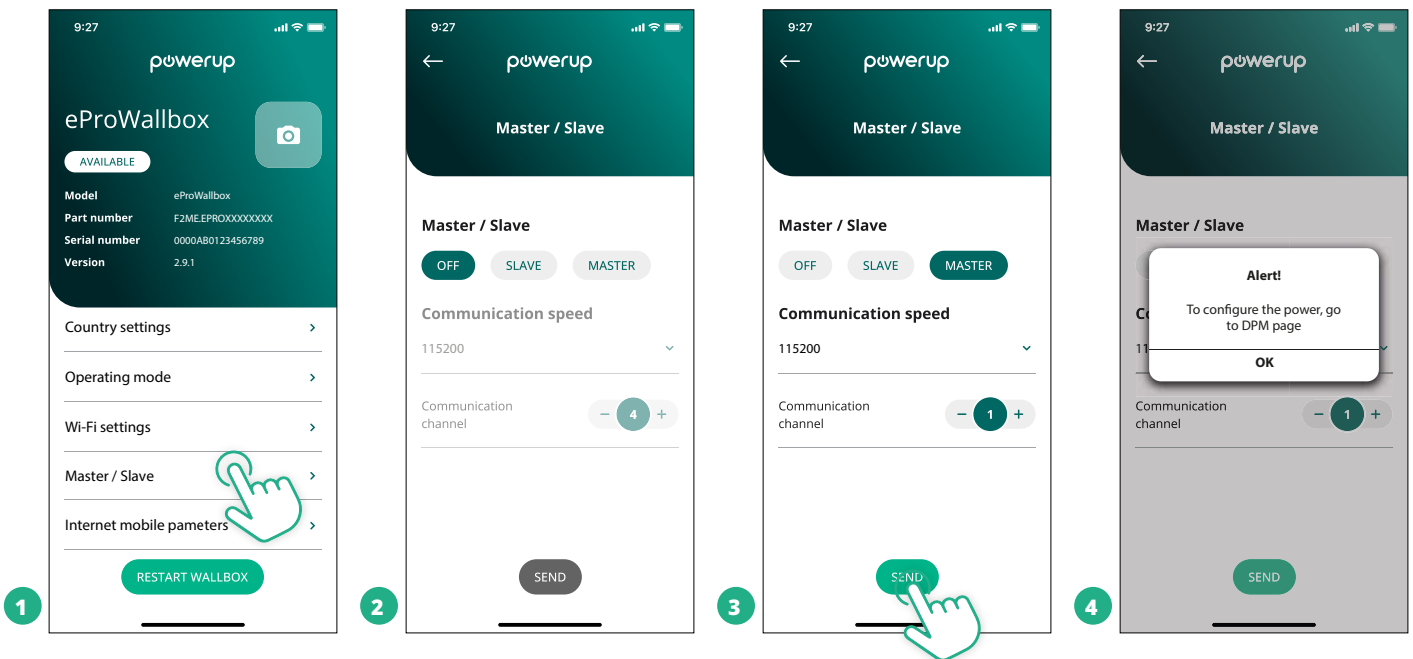 9:27
powerup
eProWallbox
AVAILABLE
Model eProWallbox
Part number F2ME.EPROXXXXXXXX
Serial number 0000AB0123456789
Version 2.9.1
Country settings
Operating mode
Wi-Fi settings
Master / Slave
Internet mobile pameters
RESTART WALLBOX
1
9:27
powerup
Master / Slave
Master / Slave
OFF SLAVE MASTER
Communication speed
115200
Communication
channel
- 4 +
SEND
2
9:27
powerup
Master / Slave
Master / Slave
OFF SLAVE MASTER
Communication speed
115200
Communication
channel
- 1 +
SEND
3
9:27
powerup
Master / Slave
Master / Slave
Alert!
To configure the power, go
to DPM page
OK
Co
11
Communication
channel
- 1 +
SEND
4